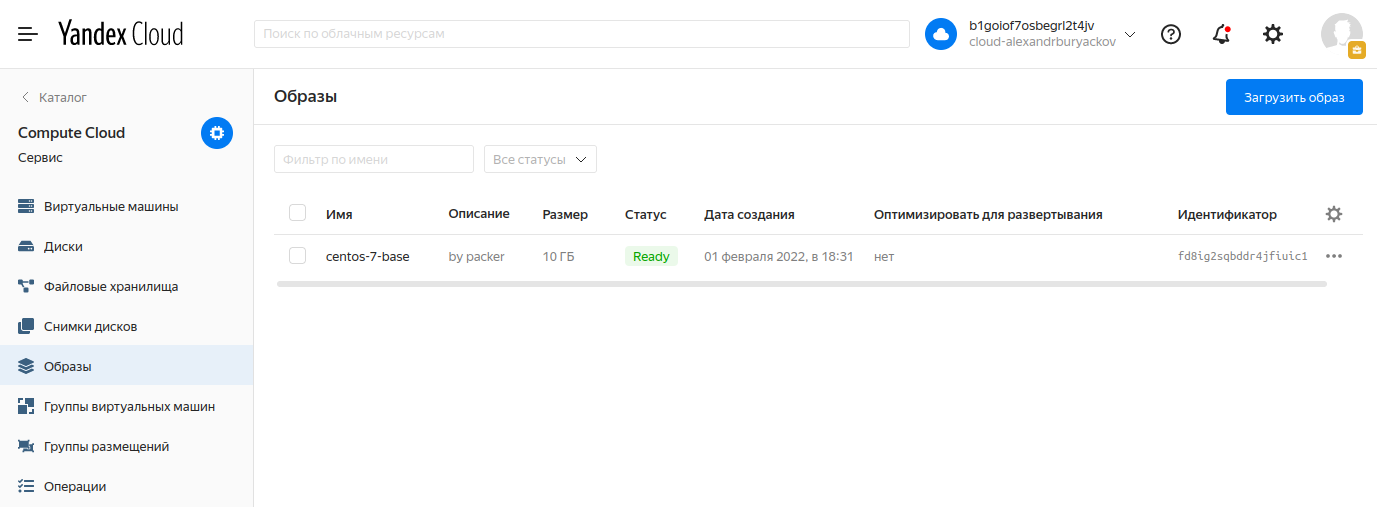 Yandex Cloud
Поиск по облачным ресурсам
b1goiof7osbegrl2t4jv
cloud-alexandrburyackov
Каталог
Compute Cloud
Сервис
Виртуальные машины
Диски
Файловые хранилища
Снимки дисков
Образы
Группы виртуальных машин
Группы размещений
Операции
Образы
Загрузить образ
Фильтр по имени
Все статусы
Имя Описание Размер Статус Дата создания Оптимизировать для развертывания Идентификатор
centos-7-base by packer 10 ГБ Ready 01 февраля 2022, в 18:31 нет fd8ig2sqbddr4jfiuic1